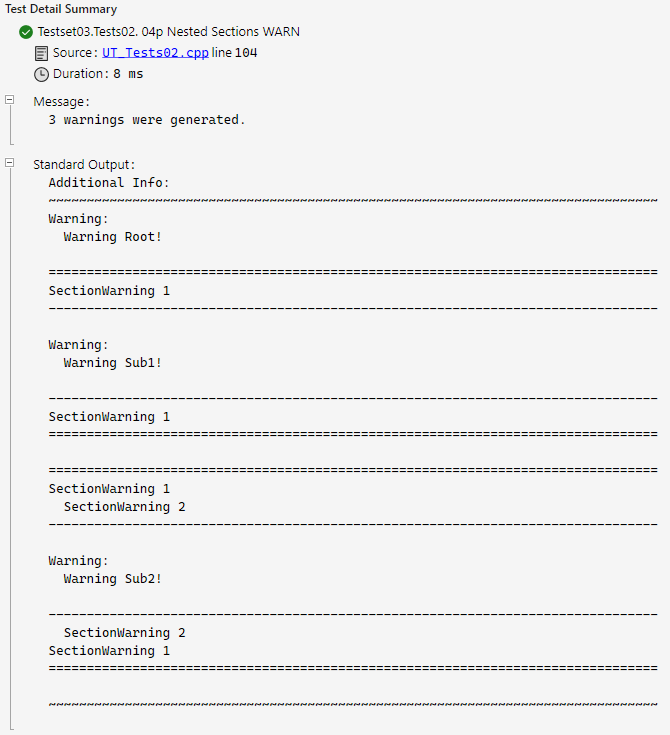 Test Detail Summary
Testset03.Tests02. 04p Nested Sections WARN
Source: UT_Tests02.cpp line 104
Duration: 8 ms
Message:
3 warnings were generated.
Standard Output:
Additional Info:
~~~~~~~~~~~~~~~~~~~~~~~~~~~~~~~~~~~~~~~~~~~~~~~~~~~~~~~~~~~~~~~~~~~~~~~~~~~~~~~~
Warning:
Warning Root!
================================================================================
SectionWarning 1
--------------------------------------------------------------------------------
Warning:
Warning Sub1!
--------------------------------------------------------------------------------
SectionWarning 1
================================================================================
================================================================================
SectionWarning 1
SectionWarning 2
--------------------------------------------------------------------------------
Warning:
Warning Sub2!
--------------------------------------------------------------------------------
SectionWarning 2
SectionWarning 1
================================================================================
~~~~~~~~~~~~~~~~~~~~~~~~~~~~~~~~~~~~~~~~~~~~~~~~~~~~~~~~~~~~~~~~~~~~~~~~~~~~~~~~